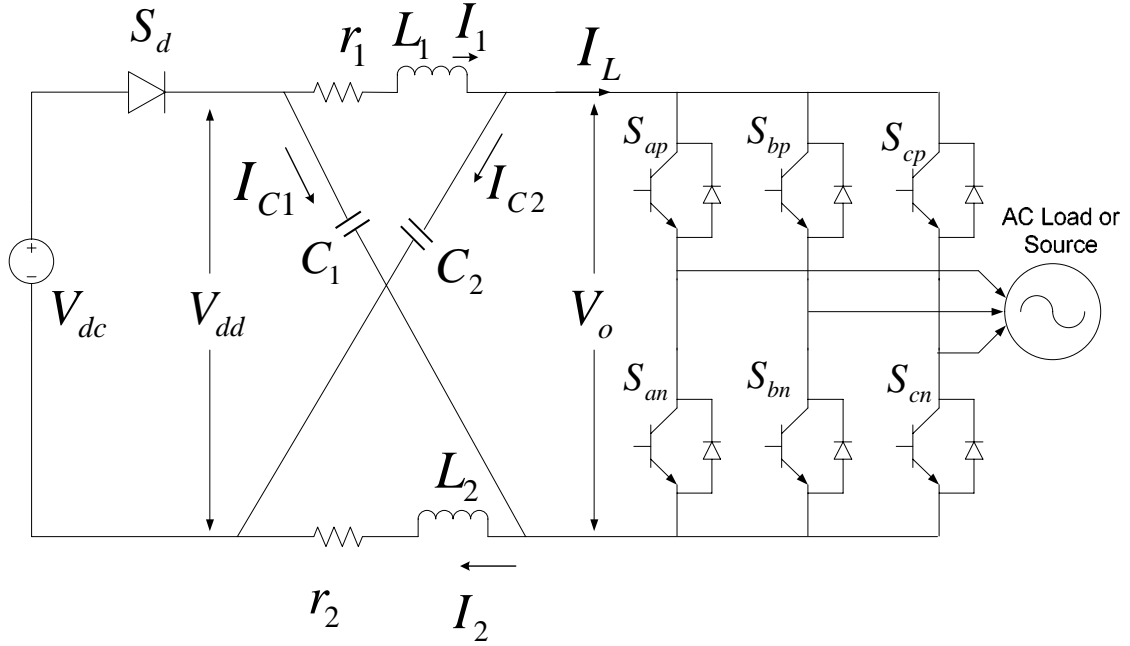 S_d
r_1
L_1
I_1
I_L
S_ap
S_bp
S_cp
I_C1
I_C2
AC Load or
Source
+
−
C_1
C_2
V_dc
V_dd
V_o
S_an
S_bn
S_cn
L_2
r_2
I_2